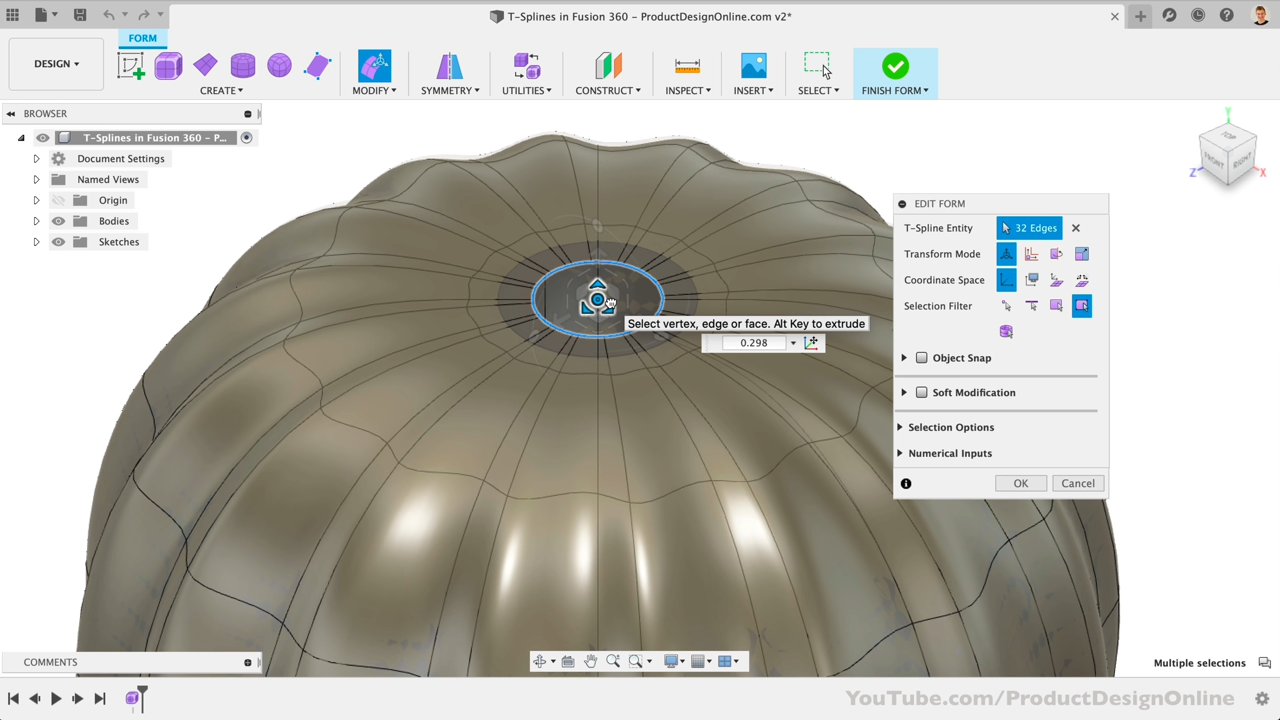 T-Splines in Fusion 360 - ProductDesignOnline.com v2*
FORM
DESIGN
CREATE
MODIFY
SYMMETRY
UTILITIES
CONSTRUCT
INSPECT
INSERT
SELECT
FINISH FORM
BROWSER
T-Splines in Fusion 360 - P...
Document Settings
Named Views
Origin
Bodies
Sketches
TOP
FRONT
RIGHT
Y
Z
X
EDIT FORM
T-Spline Entity
32 Edges
Transform Mode
Coordinate Space
Selection Filter
Object Snap
Soft Modification
Selection Options
Numerical Inputs
OK
Cancel
Select vertex, edge or face. Alt Key to extrude
0.298
COMMENTS
Multiple selections
YouTube.com/ProductDesignOnline